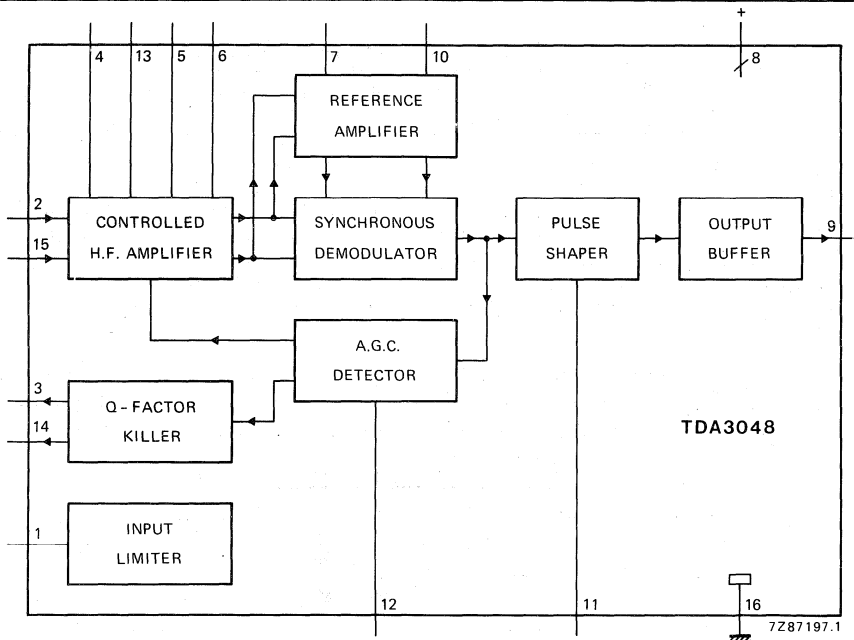 +
4 13 5 6 7 10 8
REFERENCE
AMPLIFIER
2
15
CONTROLLED
H.F. AMPLIFIER
SYNCHRONOUS
DEMODULATOR
PULSE
SHAPER
OUTPUT
BUFFER
9
A.G.C.
DETECTOR
3
14
Q-FACTOR
KILLER
TDA3048
1
INPUT
LIMITER
12 11 16
7Z87197.1